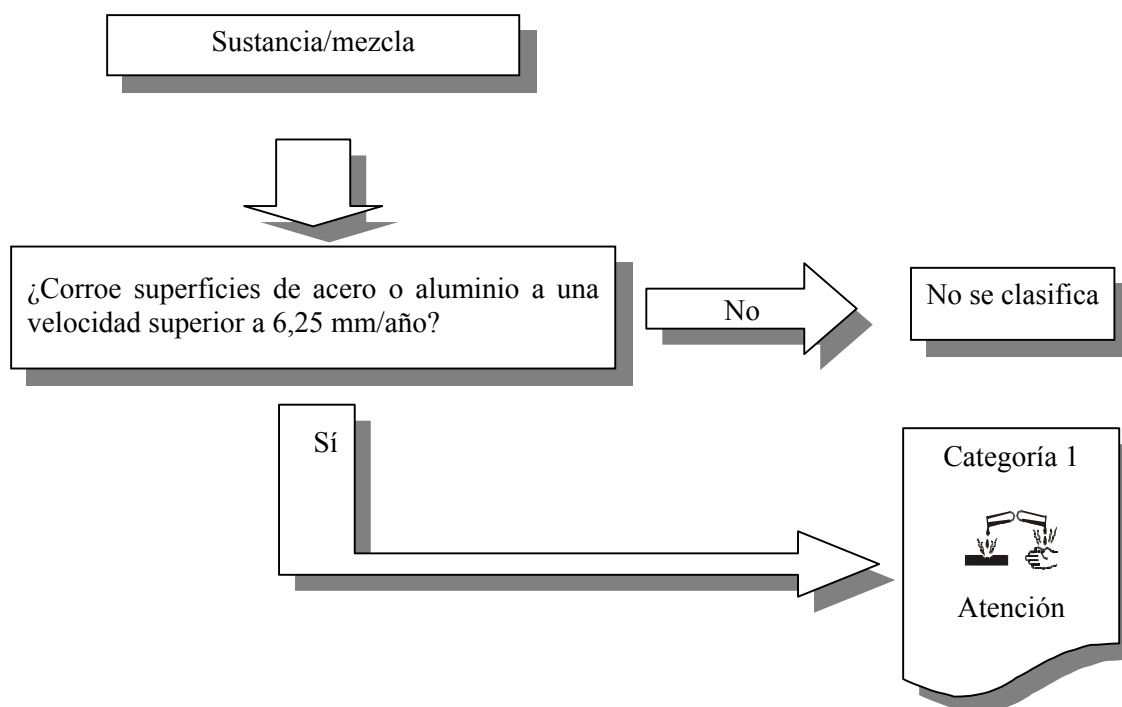 Sustancia/mezcla
¿Corroe superficies de acero o aluminio a una
velocidad superior a 6,25 mm/año?
No
No se clasifica
Sí
Categoría 1
Atención